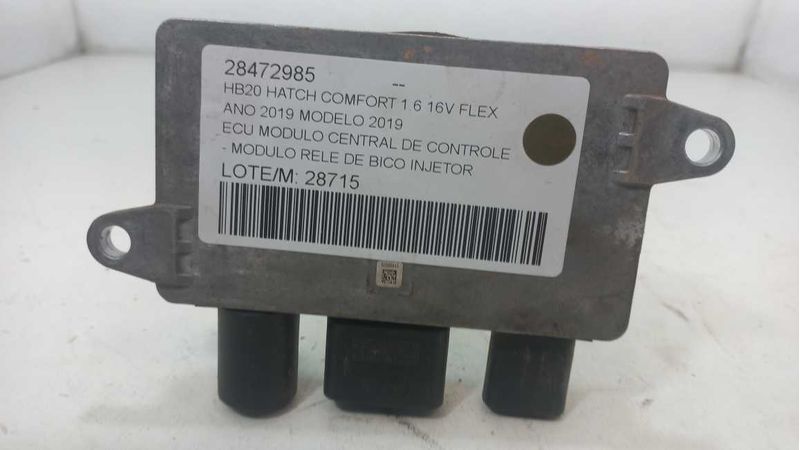 28472985
--
HB20 HATCH COMFORT 1.6 16V FLEX
ANO 2019 MODELO 2019
ECU MODULO CENTRAL DE CONTROLE
- MODULO RELE DE BICO INJETOR
LOTE/M: 28715